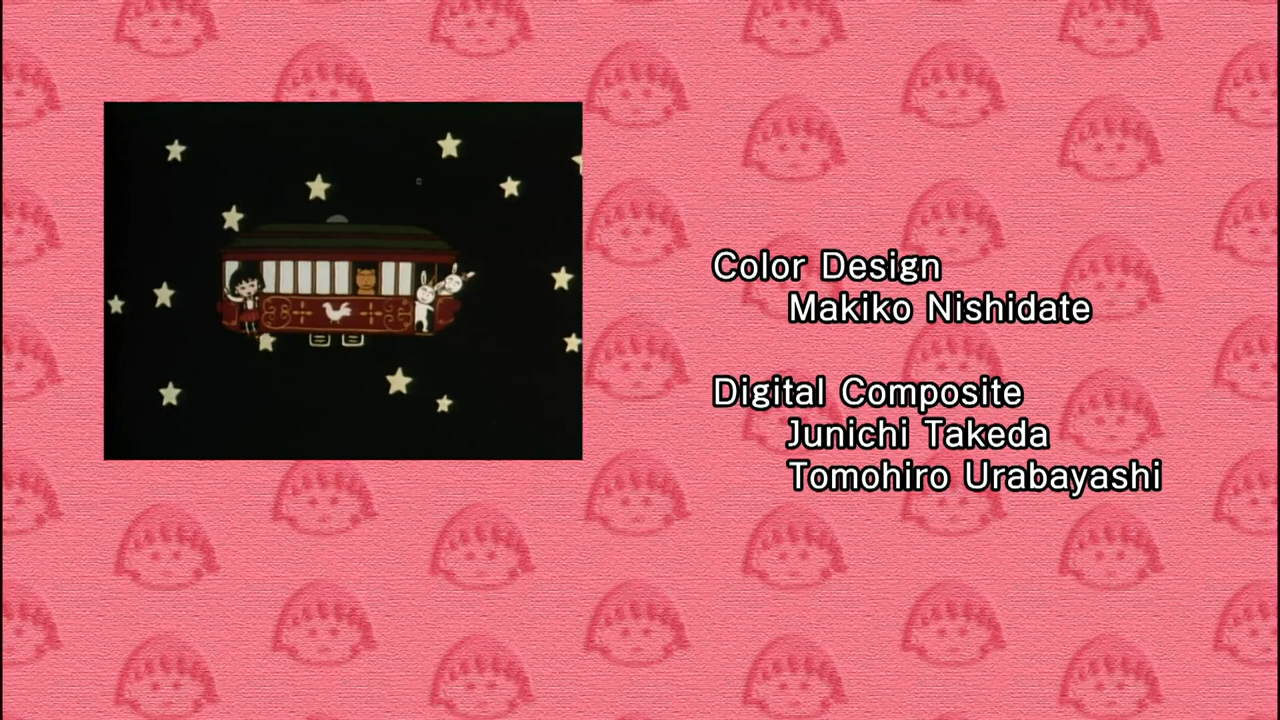 Color Design
Makiko Nishidate
Digital Composite
Junichi Takeda
Tomohiro Urabayashi